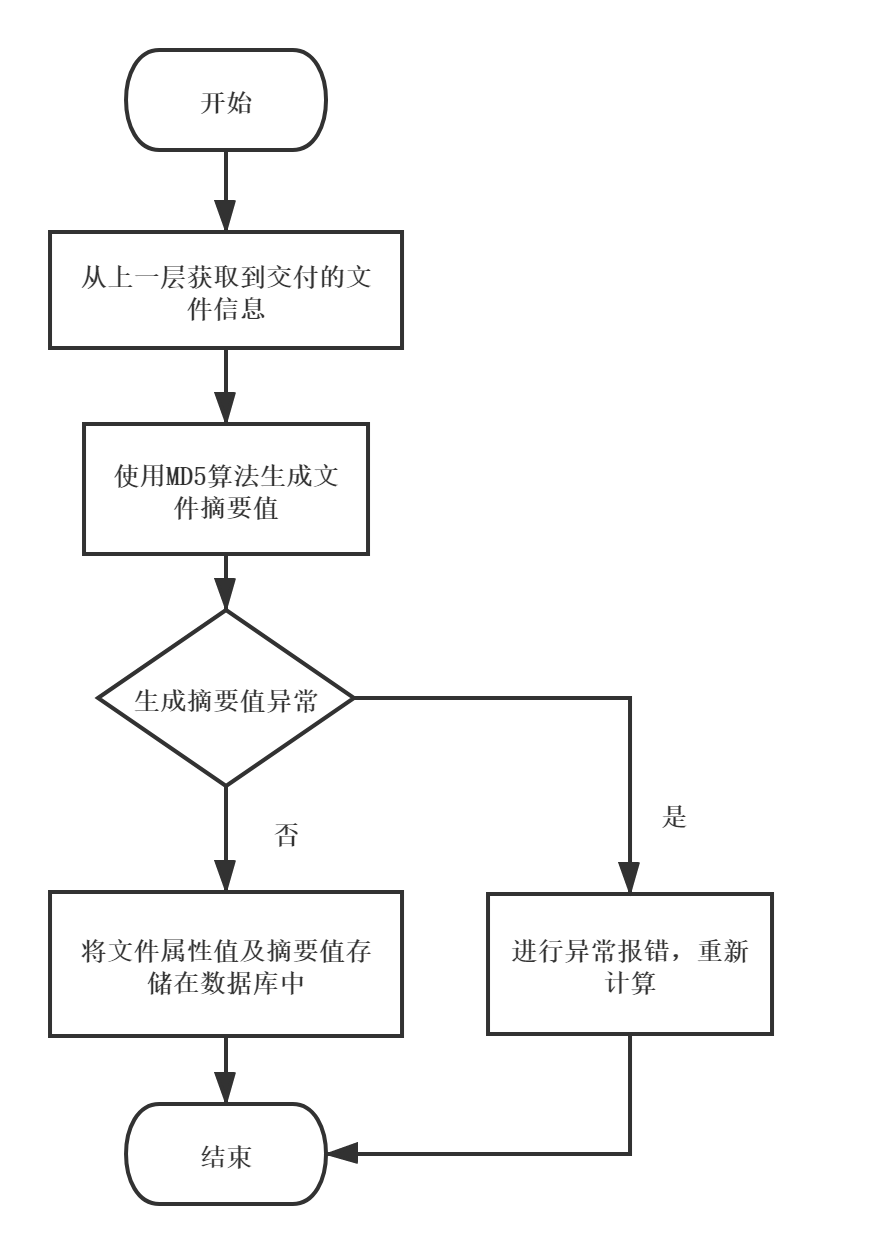 开始
从上一层获取到交付的文
件信息
使用MD5算法生成文
件摘要值
生成摘要值异常
否
是
将文件属性值及摘要值存
储在数据库中
进行异常报错，重新
计算
结束